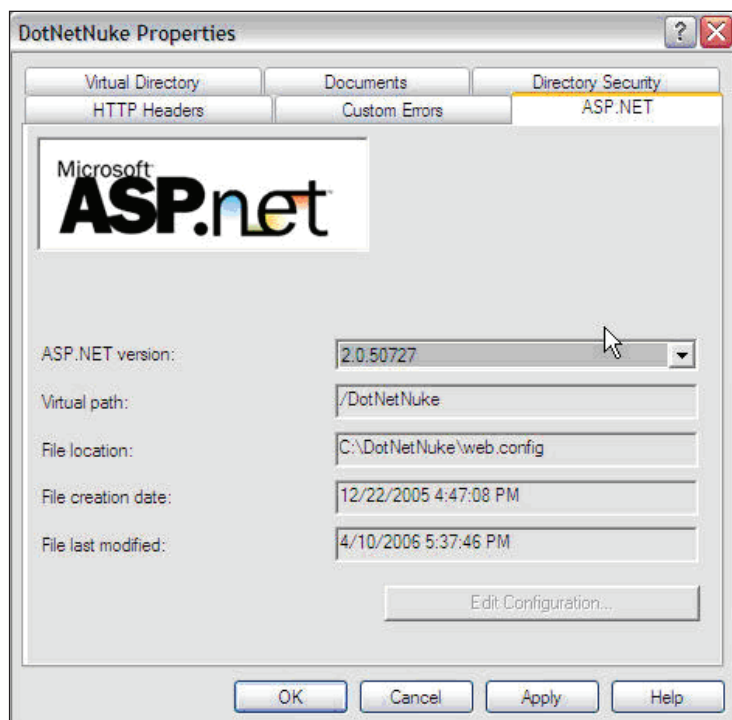 DotNetNuke Properties
Virtual Directory
Documents
Directory Security
HTTP Headers
Custom Errors
ASP.NET
Microsoft
ASP.net
ASP.NET version:
2.0.50727
Virtual path:
/DotNetNuke
File location:
C:\DotNetNuke\web.config
File creation date:
12/22/2005 4:47:08 PM
File last modified:
4/10/2006 5:37:46 PM
Edit Configuration...
OK
Cancel
Apply
Help